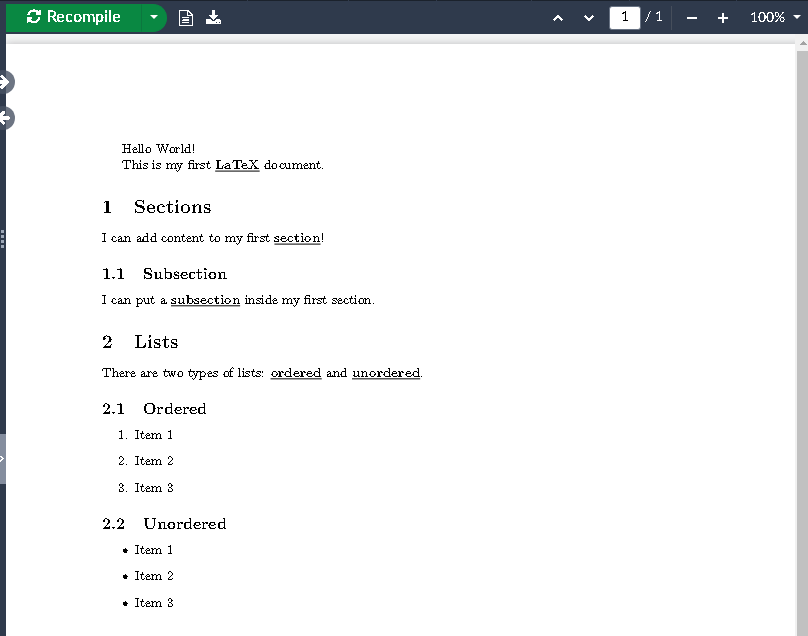 Recompile 1 / 1 100%
Hello World!
This is my first LaTeX document.
1 Sections
I can add content to my first section!
1.1 Subsection
I can put a subsection inside my first section.
2 Lists
There are two types of lists: ordered and unordered.
2.1 Ordered
1. Item 1
2. Item 2
3. Item 3
2.2 Unordered
• Item 1
• Item 2
• Item 3